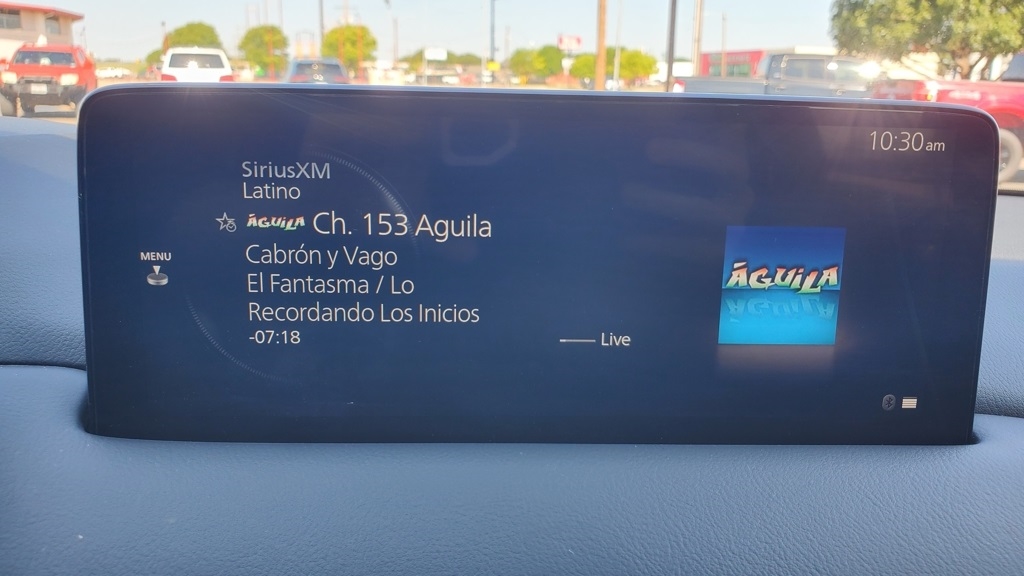 10:30am
SiriusXM
Latino
ÁGUILA Ch. 153 Aguila
Cabrón y Vago
El Fantasma / Lo
Recordando Los Inicios
-07:18
Live
MENU
ÁGUILA